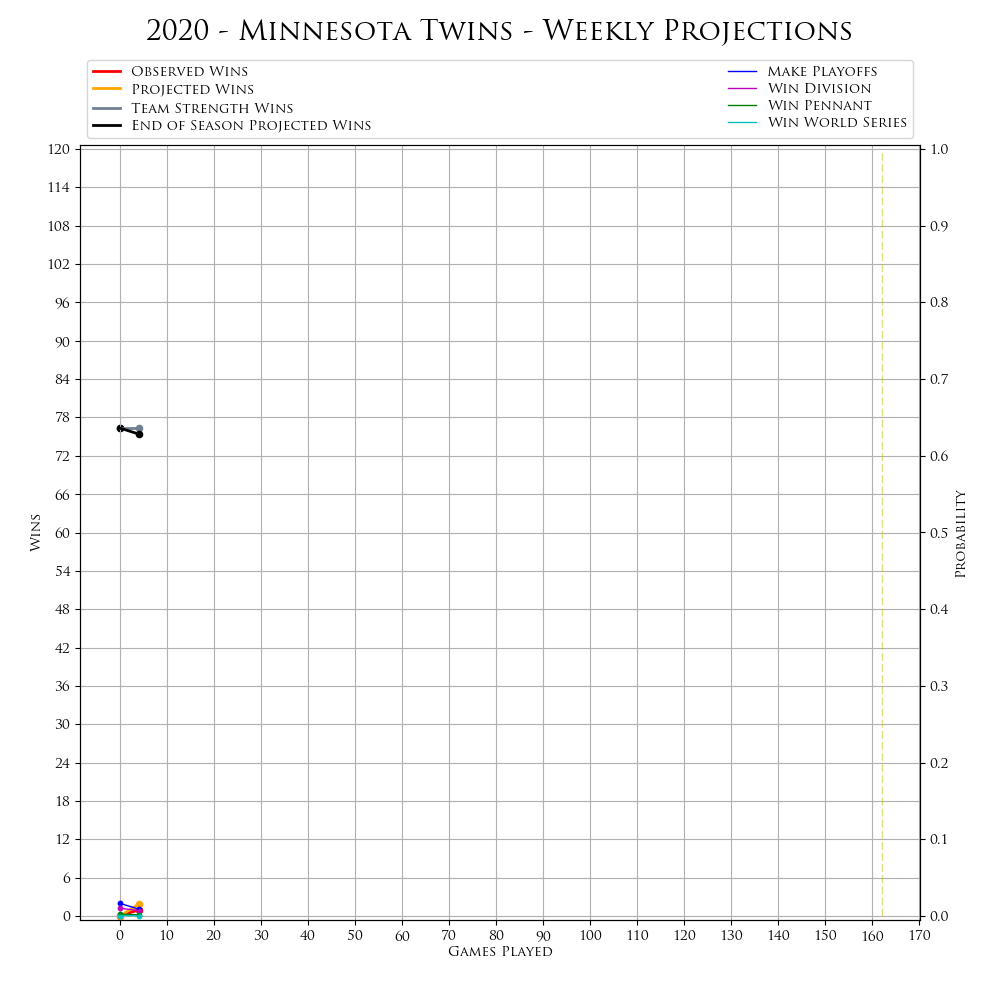 2020 - Minnesota Twins - Weekly Projections
Observed Wins
Projected Wins
Team Strength Wins
End of Season Projected Wins
Make Playoffs
Win Division
Win Pennant
Win World Series
120
114
108
102
96
90
84
78
72
66
60
54
48
42
36
30
24
18
12
6
0
Wins
1.0
0.9
0.8
0.7
0.6
0.5
0.4
0.3
0.2
0.1
0.0
Probability
0 10 20 30 40 50 60 70 80 90 100 110 120 130 140 150 160 170
Games Played